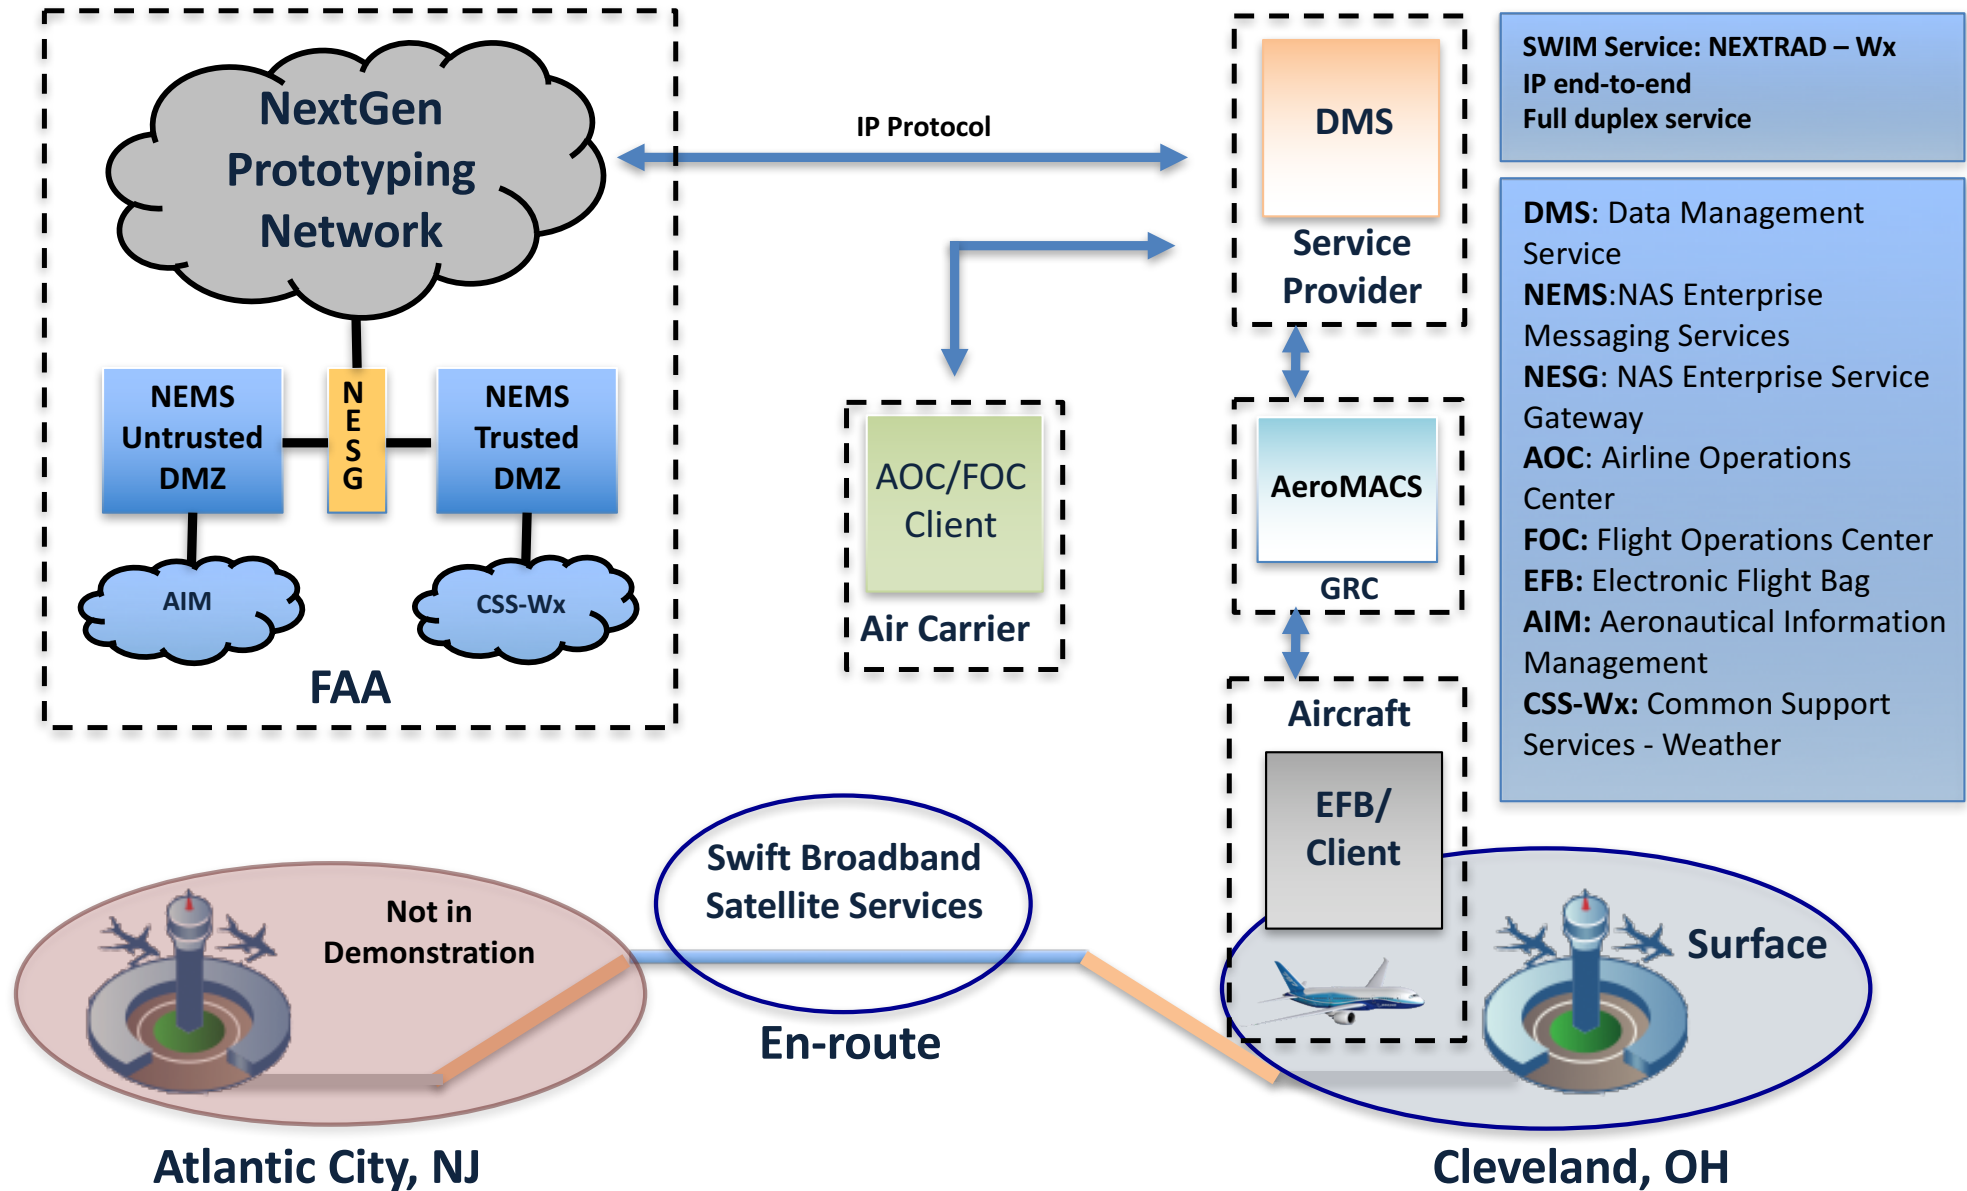 NextGen
Prototyping
Network
NEMS
Untrusted
DMZ
N
E
S
G
NEMS
Trusted
DMZ
AIM
CSS-Wx
FAA
IP Protocol
DMS
Service
Provider
AOC/FOC
Client
Air Carrier
AeroMACS
GRC
Aircraft
EFB/
Client
SWIM Service: NEXTRAD – Wx
IP end-to-end
Full duplex service
DMS: Data Management
Service
NEMS:NAS Enterprise
Messaging Services
NESG: NAS Enterprise Service
Gateway
AOC: Airline Operations
Center
FOC: Flight Operations Center
EFB: Electronic Flight Bag
AIM: Aeronautical Information
Management
CSS-Wx: Common Support
Services - Weather
Not in
Demonstration
Swift Broadband
Satellite Services
En-route
Surface
Atlantic City, NJ
Cleveland, OH